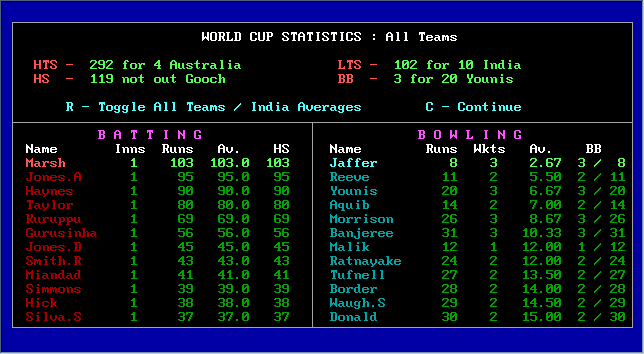 WORLD CUP STATISTICS : All Teams
HTS - 292 for 4 Australia LTS - 102 for 10 India
HS - 119 not out Gooch BB - 3 for 20 Younis
R - Toggle All Teams / India Averages C - Continue
B A T T I N G B O W L I N G
Name Inns Runs Av. HS Name Runs Wkts Av. BB
Marsh 1 103 103.0 103 Jaffer 8 3 2.67 3 / 8
Jones.A 1 95 95.0 95 Reeve 11 2 5.50 2 / 11
Haynes 1 90 90.0 90 Younis 20 3 6.67 3 / 20
Taylor 1 80 80.0 80 Aquib 14 2 7.00 2 / 14
Kuruppu 1 69 69.0 69 Morrison 26 3 8.67 3 / 26
Gurusinha 1 56 56.0 56 Banjeree 31 3 10.33 3 / 31
Jones.D 1 45 45.0 45 Malik 12 1 12.00 1 / 12
Smith.R 1 43 43.0 43 Ratnayake 24 2 12.00 2 / 24
Miandad 1 41 41.0 41 Tufnell 27 2 13.50 2 / 27
Simmons 1 39 39.0 39 Border 28 2 14.00 2 / 28
Hick 1 38 38.0 38 Waugh.S 29 2 14.50 2 / 29
Silva.S 1 37 37.0 37 Donald 30 2 15.00 2 / 30